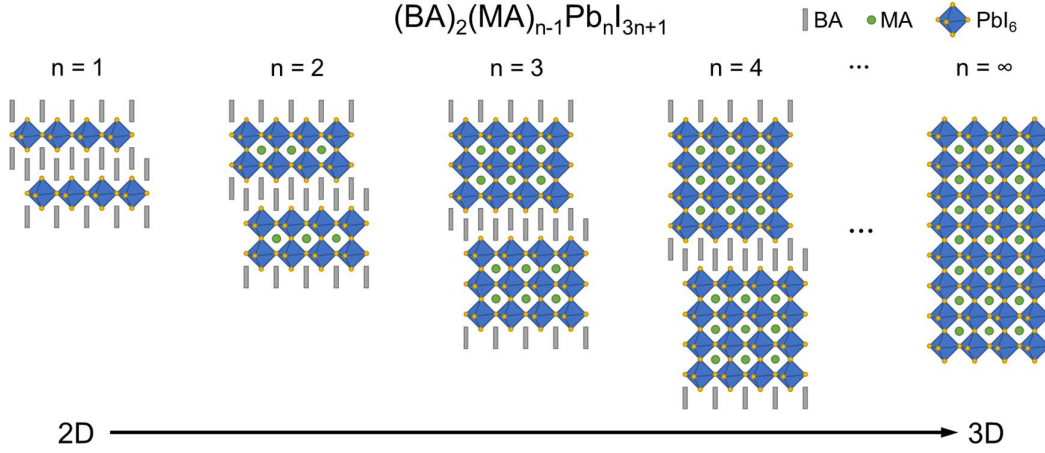 (BA)₂(MA)ₙ₋₁PbₙI₃ₙ₊₁
BA MA PbI₆
n = 1 n = 2 n = 3 n = 4 ··· n = ∞
...
2D 3D